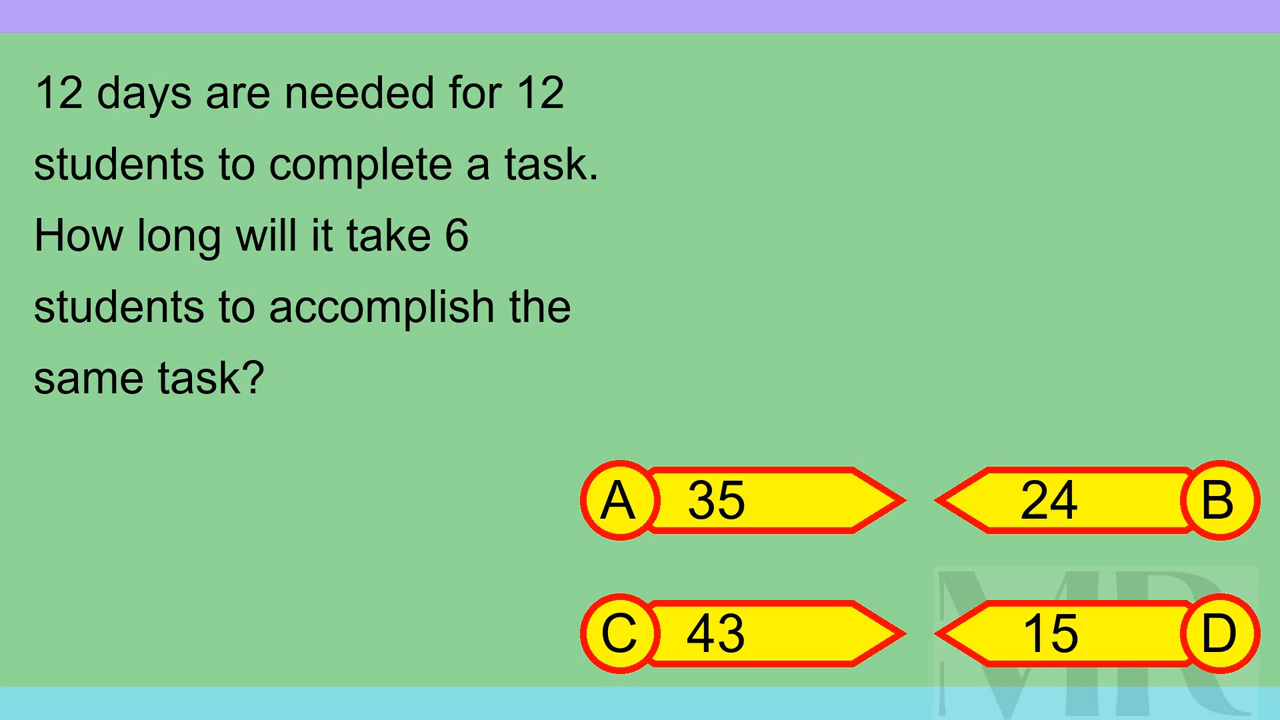 12 days are needed for 12
students to complete a task.
How long will it take 6
students to accomplish the
same task?
A 35
24 B
C 43
15 D
MR